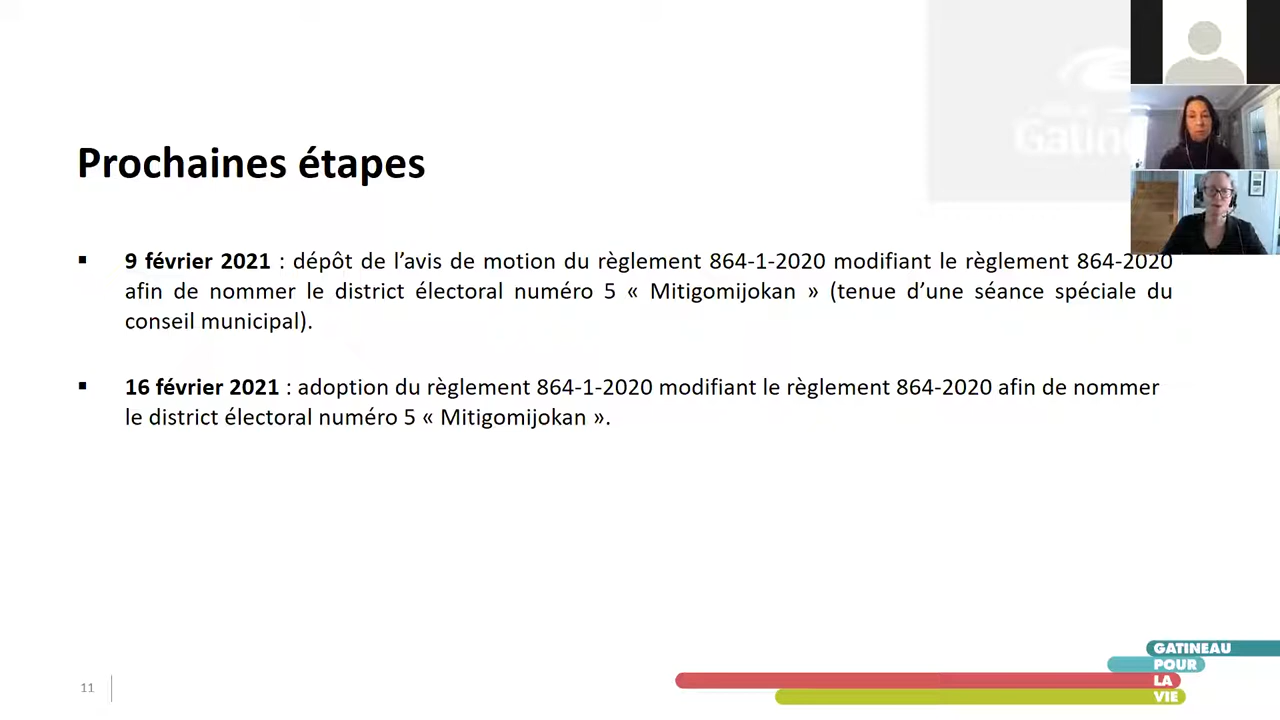 Prochaines étapes
▪ 9 février 2021 : dépôt de l’avis de motion du règlement 864-1-2020 modifiant le règlement 864-2020
afin de nommer le district électoral numéro 5 « Mitigomijokan » (tenue d’une séance spéciale du
conseil municipal).
▪ 16 février 2021 : adoption du règlement 864-1-2020 modifiant le règlement 864-2020 afin de nommer
le district électoral numéro 5 « Mitigomijokan ».
11
GATINEAU
POUR
LA
VIE